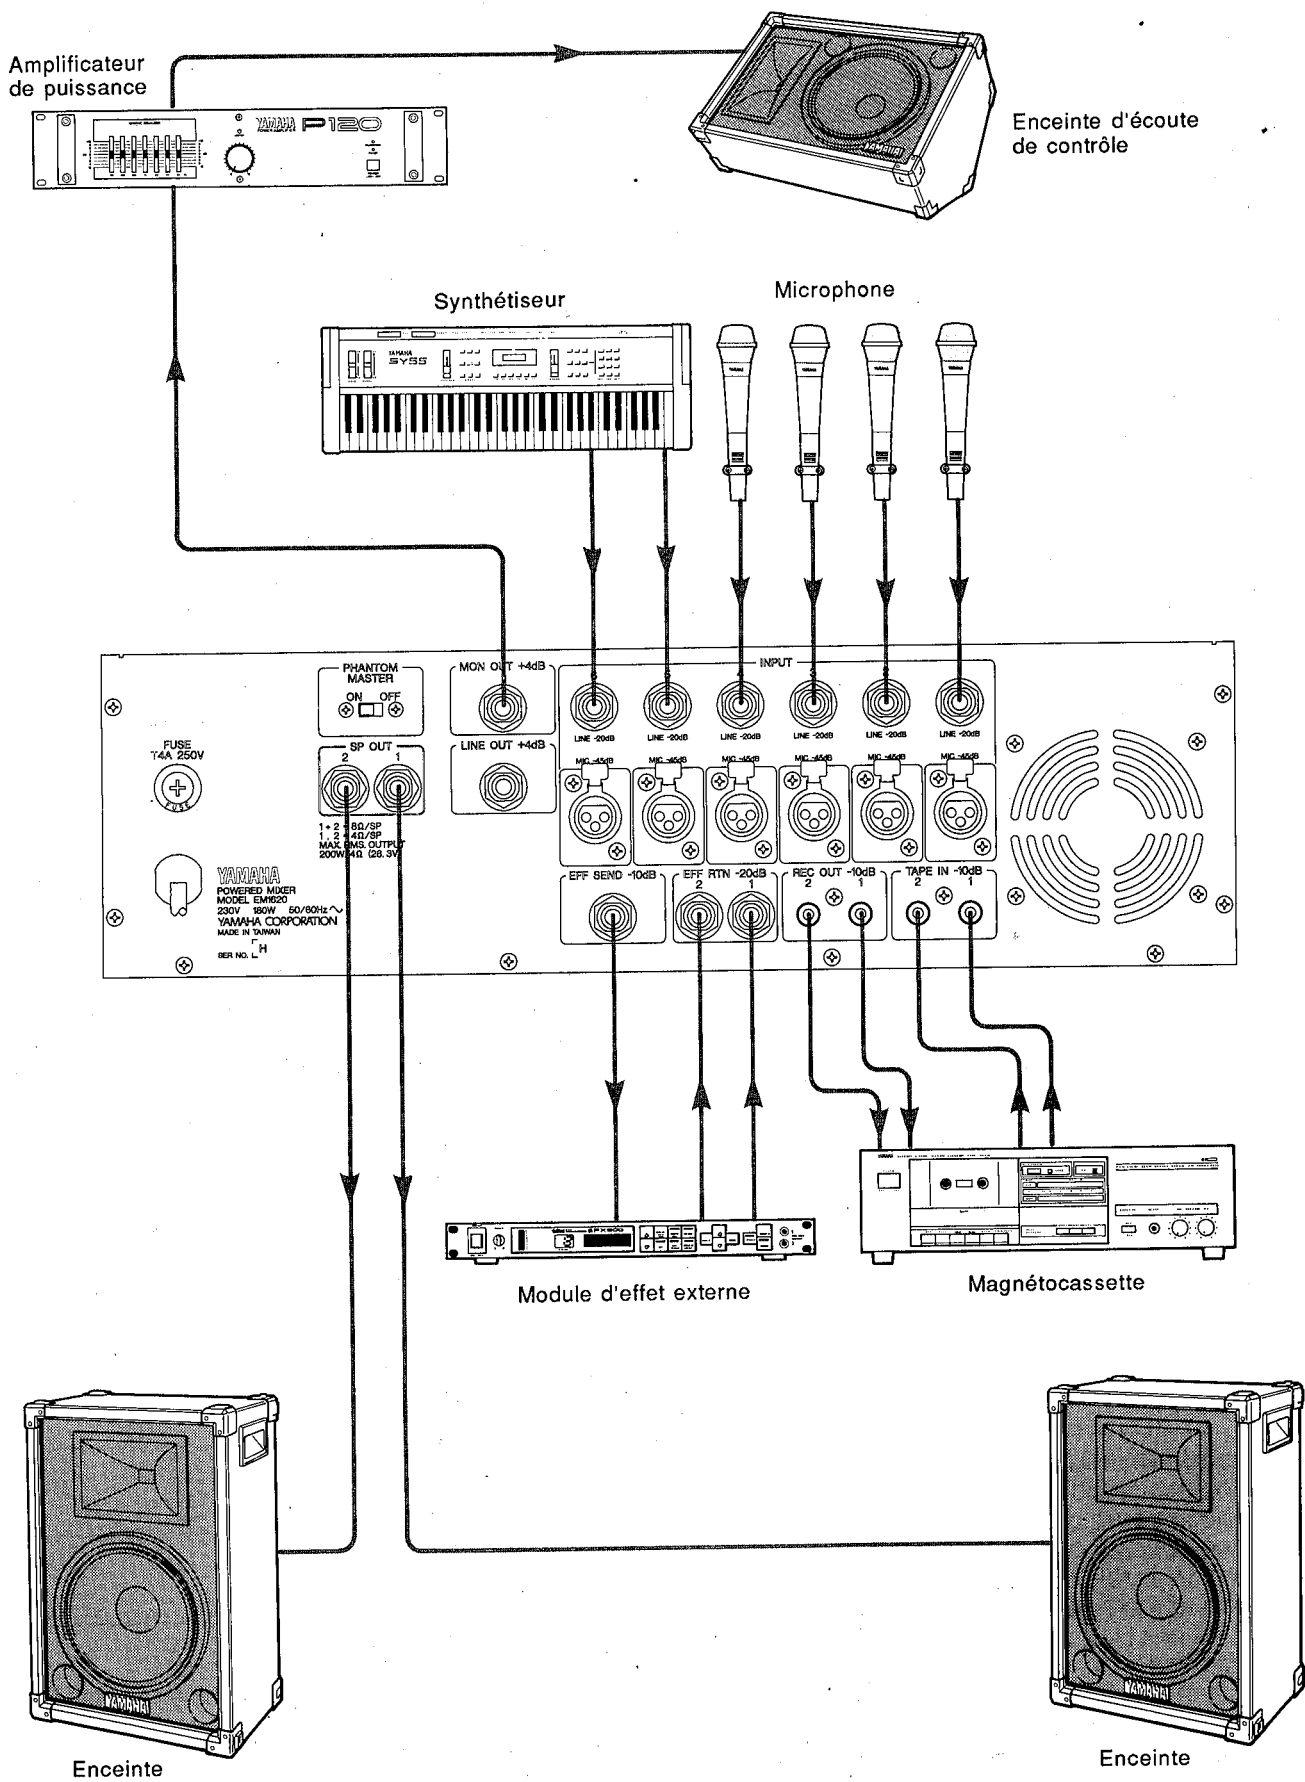 Amplificateur
de puissance
YAMAHA P120
Enceinte d'écoute
de contrôle
Synthétiseur
Microphone
YAMAHA
SY55
PHANTOM
MASTER
ON OFF
MON OUT +4dB
INPUT
LINE -20dB LINE -20dB LINE -20dB LINE -20dB LINE -20dB LINE -20dB
FUSE
T4A 250V
FUSE
SP OUT
2 1
LINE OUT +4dB
MIC -45dB MIC -45dB MIC -45dB MIC -45dB MIC -45dB MIC -45dB
1 + 2 8Ω/SP
1 , 2 4Ω/SP
MAX. RMS. OUTPUT
200W 4Ω (28.3V)
YAMAHA
POWERED MIXER
MODEL EM1620
230V 180W 50/60Hz
YAMAHA CORPORATION
MADE IN TAIWAN
SER NO. H
EFF SEND -10dB
EFF RTN -20dB
2 1
REC OUT -10dB
2 1
TAPE IN -10dB
2 1
Module d'effet externe
Magnétocassette
YAMAHA
Enceinte
YAMAHA
Enceinte